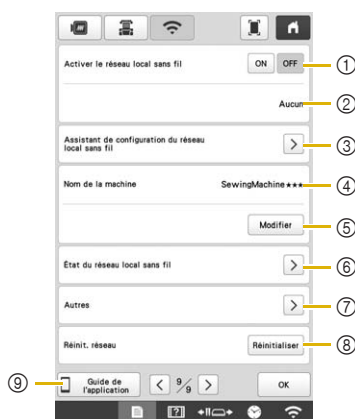 Activer le réseau local sans fil ON OFF ①
Aucun ②
Assistant de configuration du réseau
local sans fil > ③
Nom de la machine SewingMachine★★★ ④
Modifier ⑤
État du réseau local sans fil > ⑥
Autres > ⑦
Réinit. réseau Réinitialiser ⑧
⑨ Guide de
l'application < 9/9 > OK